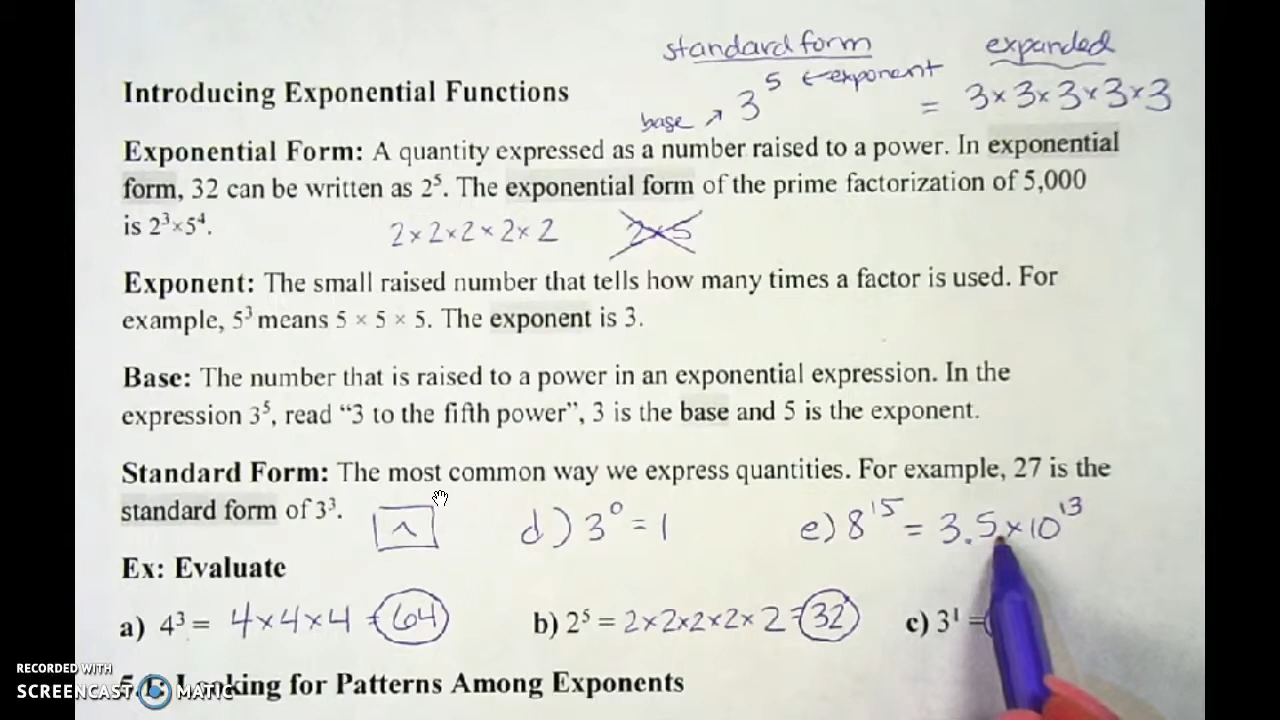 standard form expanded
Introducing Exponential Functions
base → 3⁵ ← exponent = 3×3×3×3×3
Exponential Form: A quantity expressed as a number raised to a power. In exponential
form, 32 can be written as 2⁵. The exponential form of the prime factorization of 5,000
is 2³×5⁴.
2×2×2×2×2 2×5
Exponent: The small raised number that tells how many times a factor is used. For
example, 5³ means 5 × 5 × 5. The exponent is 3.
Base: The number that is raised to a power in an exponential expression. In the
expression 3⁵, read “3 to the fifth power”, 3 is the base and 5 is the exponent.
Standard Form: The most common way we express quantities. For example, 27 is the
standard form of 3³.
^ d) 3⁰ = 1 e) 8¹⁵ = 3.5×10¹³
Ex: Evaluate
a) 4³ = 4×4×4 = 64 b) 2⁵ = 2×2×2×2×2 = 32 c) 3¹ =
Looking for Patterns Among Exponents
RECORDED WITH
SCREENCAST MATIC